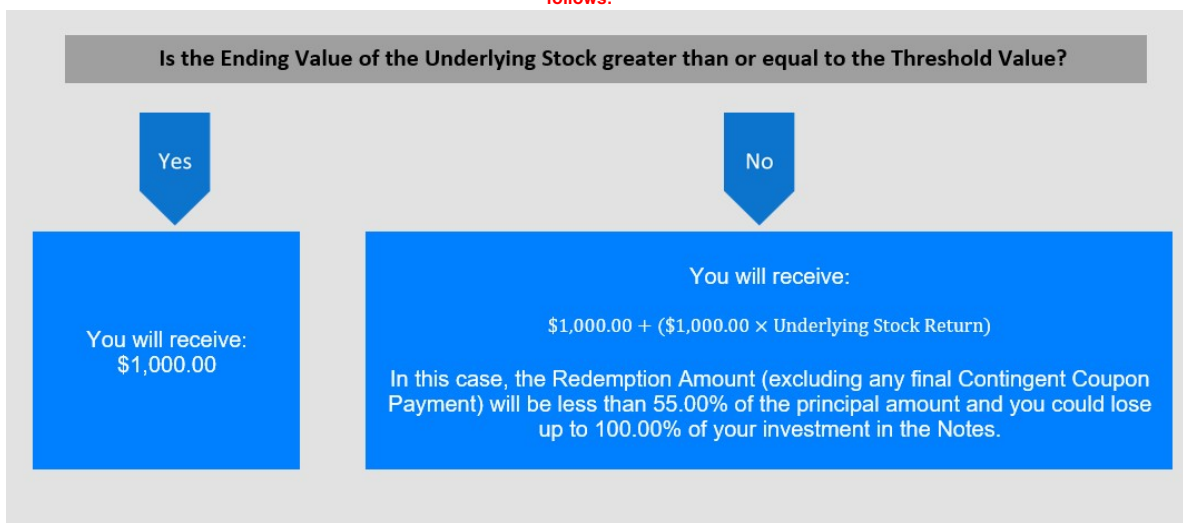 follows:
Is the Ending Value of the Underlying Stock greater than or equal to the Threshold Value?
Yes
No
You will receive:
$1,000.00
You will receive:
$1,000.00 + ($1,000.00 × Underlying Stock Return)
In this case, the Redemption Amount (excluding any final Contingent Coupon
Payment) will be less than 55.00% of the principal amount and you could lose
up to 100.00% of your investment in the Notes.